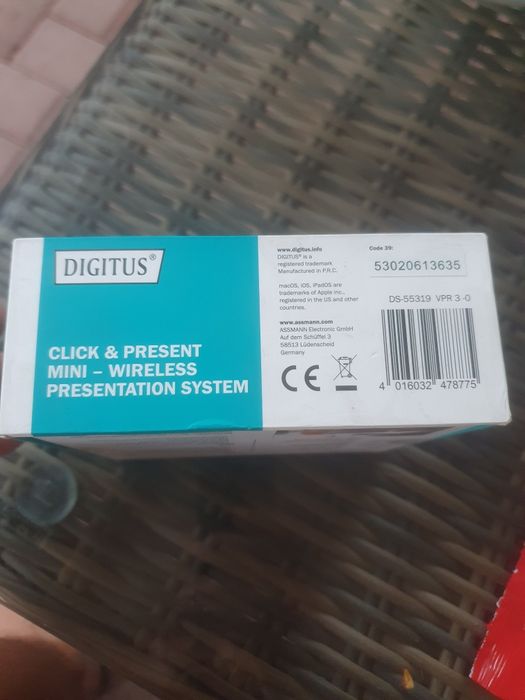 DIGITUS®
CLICK & PRESENT
MINI – WIRELESS
PRESENTATION SYSTEM
www.digitus.info
DIGITUS® is a
registered trademark
Manufactured in P.R.C.
macOS, iOS, iPadOS are
trademarks of Apple Inc.,
registered in the US and other
countries.
www.assmann.com
ASSMANN Electronic GmbH
Auf dem Schüffel 3
58513 Lüdenscheid
Germany
CE
Code 39:
53020613635
DS-55319 VPR 3-0
4 016032 478775